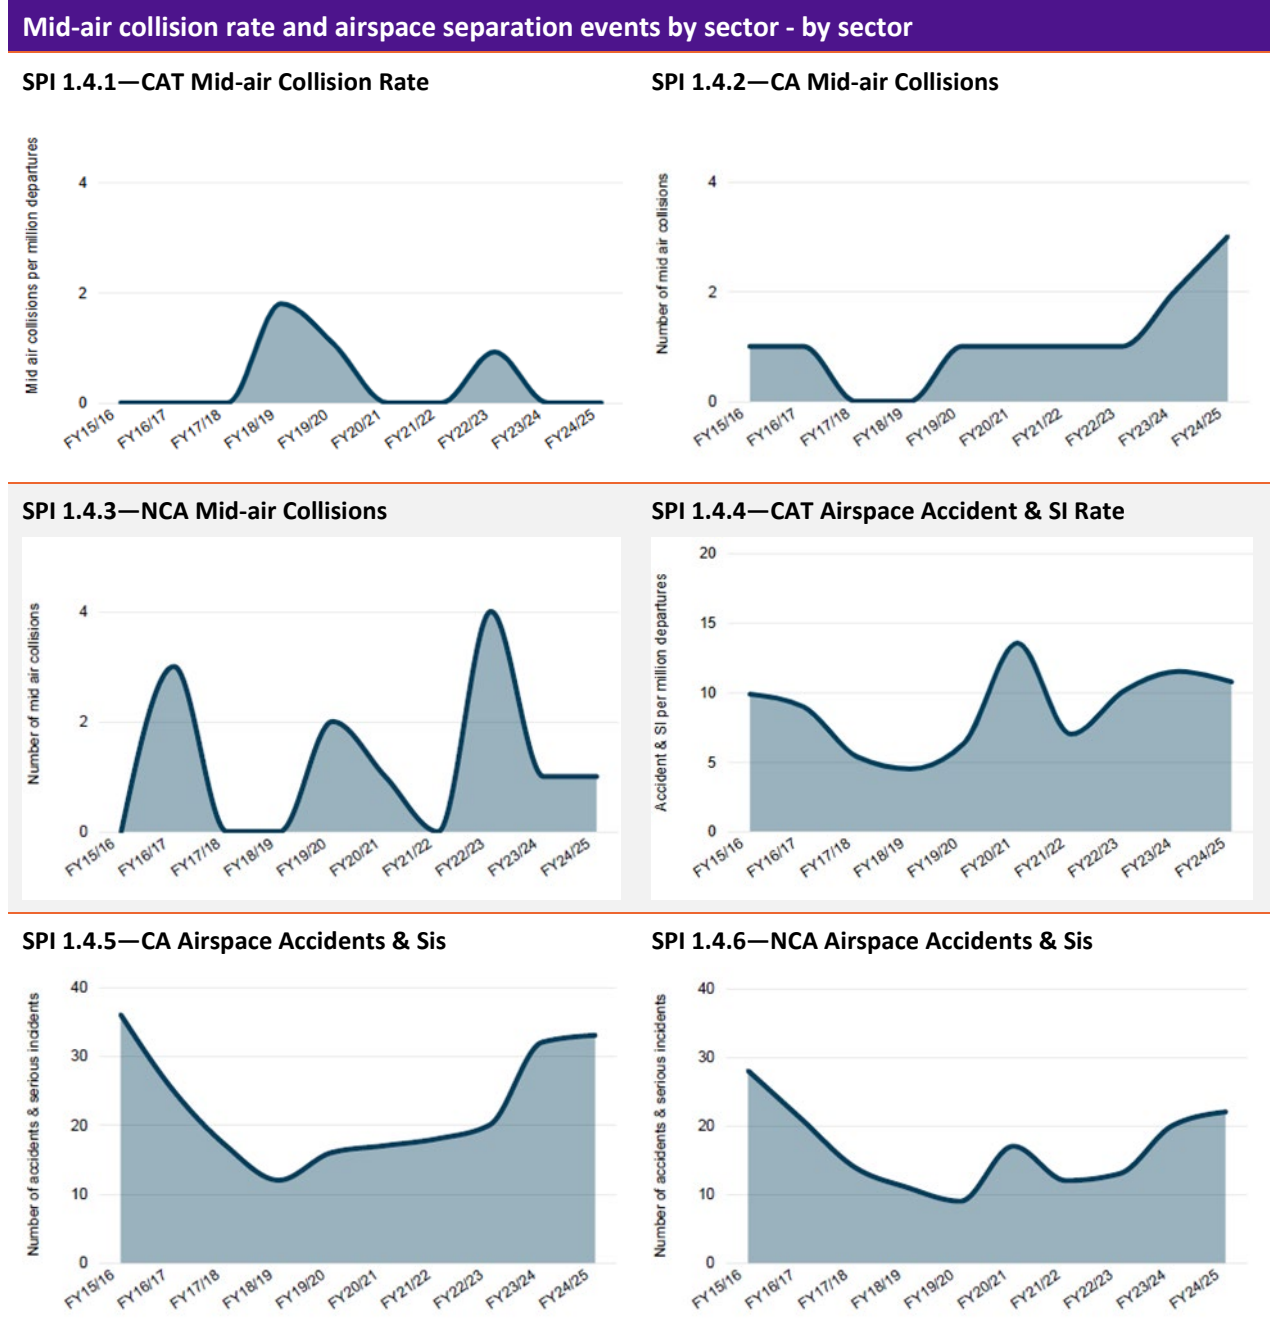 Mid-air collision rate and airspace separation events by sector - by sector
SPI 1.4.1—CAT Mid-air Collision Rate
Mid air collisions per million departures
4
2
0
FY15/16 FY16/17 FY17/18 FY18/19 FY19/20 FY20/21 FY21/22 FY22/23 FY23/24 FY24/25
SPI 1.4.2—CA Mid-air Collisions
Number of mid air collisions
4
2
0
FY15/16 FY16/17 FY17/18 FY18/19 FY19/20 FY20/21 FY21/22 FY22/23 FY23/24 FY24/25
SPI 1.4.3—NCA Mid-air Collisions
Number of mid air collisions
4
2
0
FY15/16 FY16/17 FY17/18 FY18/19 FY19/20 FY20/21 FY21/22 FY22/23 FY23/24 FY24/25
SPI 1.4.4—CAT Airspace Accident & SI Rate
Accident & SI per million departures
20
15
10
5
0
FY15/16 FY16/17 FY17/18 FY18/19 FY19/20 FY20/21 FY21/22 FY22/23 FY23/24 FY24/25
SPI 1.4.5—CA Airspace Accidents & Sis
Number of accidents & serious incidents
40
30
20
10
0
FY15/16 FY16/17 FY17/18 FY18/19 FY19/20 FY20/21 FY21/22 FY22/23 FY23/24 FY24/25
SPI 1.4.6—NCA Airspace Accidents & Sis
Number of accidents & serious incidents
40
30
20
10
0
FY15/16 FY16/17 FY17/18 FY18/19 FY19/20 FY20/21 FY21/22 FY22/23 FY23/24 FY24/25